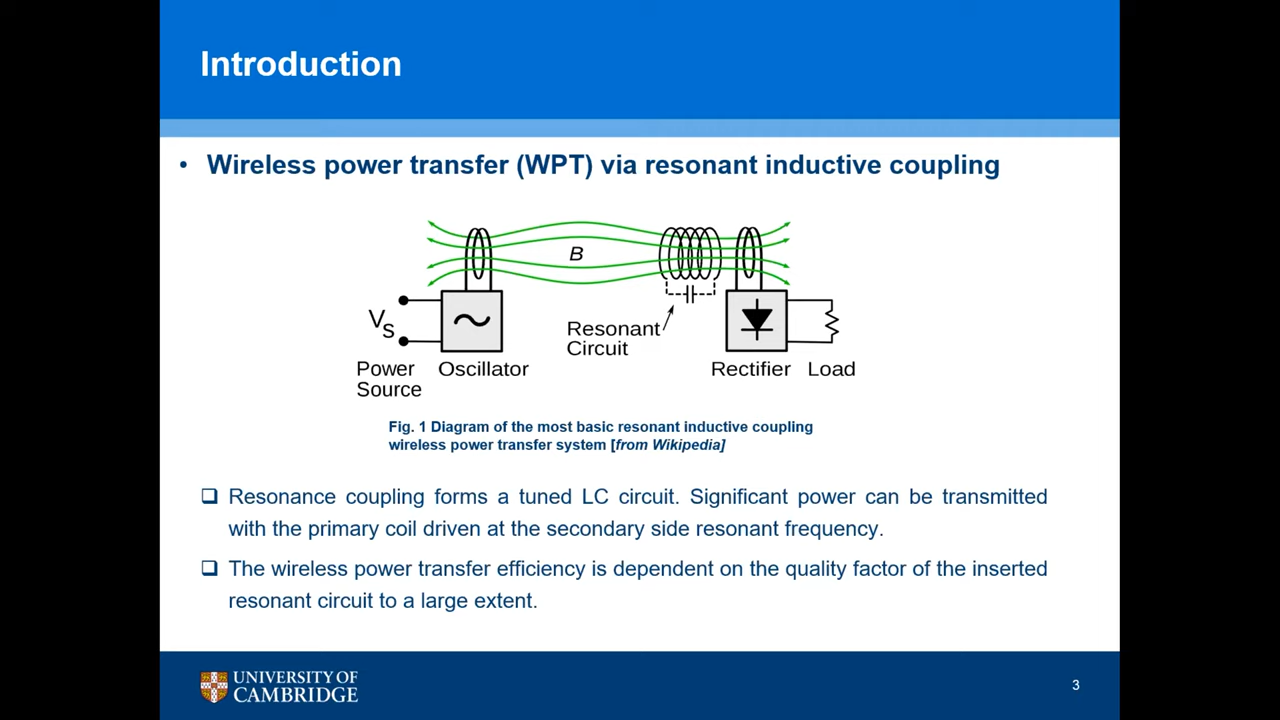 Introduction
• Wireless power transfer (WPT) via resonant inductive coupling
B
V_S
Resonant
Circuit
Power
Source
Oscillator
Rectifier
Load
Fig. 1 Diagram of the most basic resonant inductive coupling
wireless power transfer system [from Wikipedia]
❑ Resonance coupling forms a tuned LC circuit. Significant power can be transmitted
with the primary coil driven at the secondary side resonant frequency.
❑ The wireless power transfer efficiency is dependent on the quality factor of the inserted
resonant circuit to a large extent.
UNIVERSITY OF
CAMBRIDGE
3